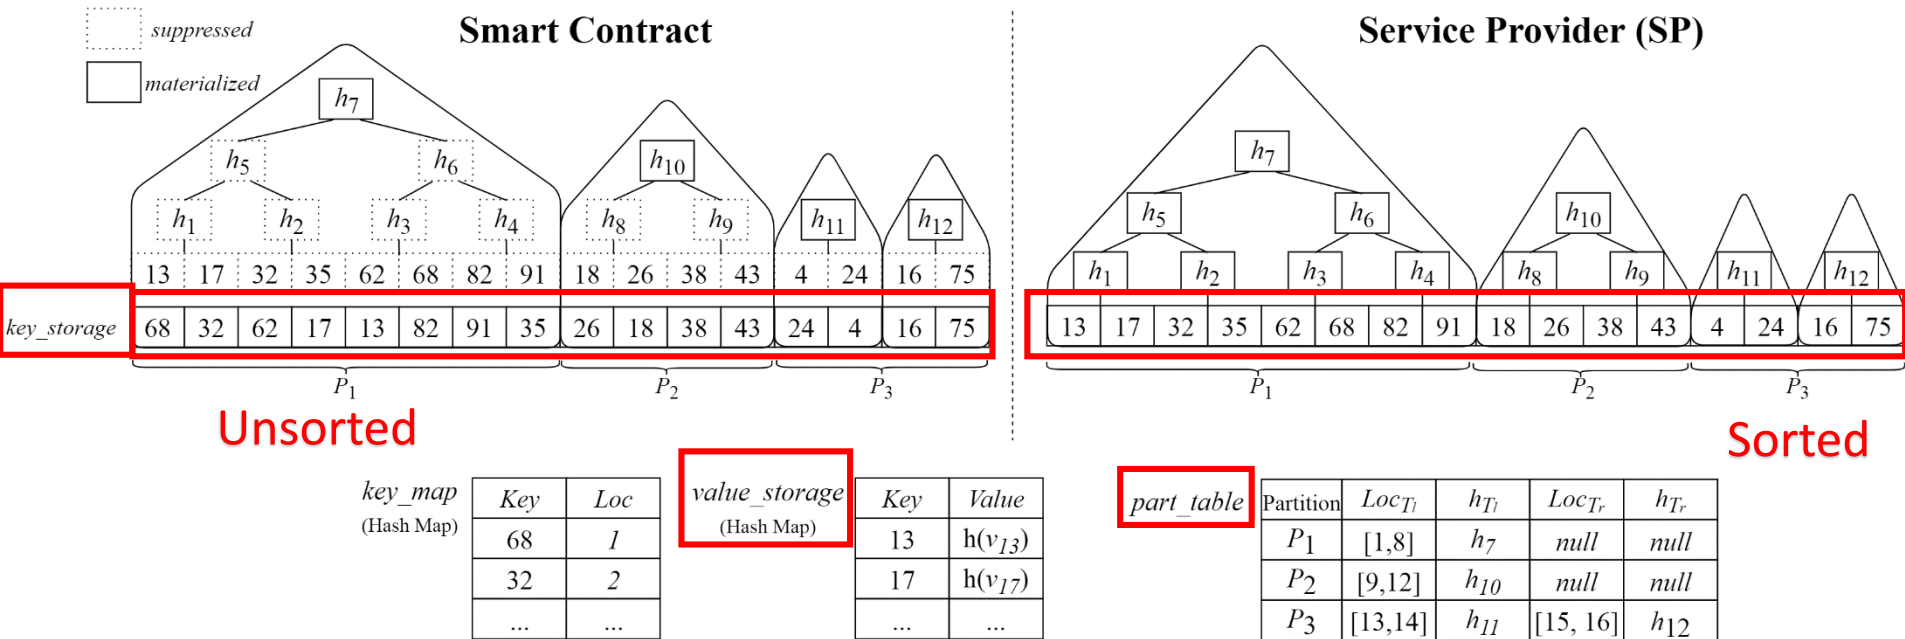 suppressed
materialized
Smart Contract
Service Provider (SP)
h7
h5 h6
h1 h2 h3 h4
13 17 32 35 62 68 82 91
h10
h8 h9
18 26 38 43
h11
4 24
h12
16 75
key_storage
68 32 62 17 13 82 91 35 26 18 38 43 24 4 16 75
P1 P2 P3
Unsorted
h7
h5 h6
h1 h2 h3 h4
h10
h8 h9
h11
h12
13 17 32 35 62 68 82 91 18 26 38 43 4 24 16 75
P1 P2 P3
Sorted
key_map
(Hash Map)
Key Loc
68 1
32 2
... ...
value_storage
(Hash Map)
Key Value
13 h(v13)
17 h(v17)
... ...
part_table
Partition LocTl hTl LocTr hTr
P1 [1,8] h7 null null
P2 [9,12] h10 null null
P3 [13,14] h11 [15, 16] h12